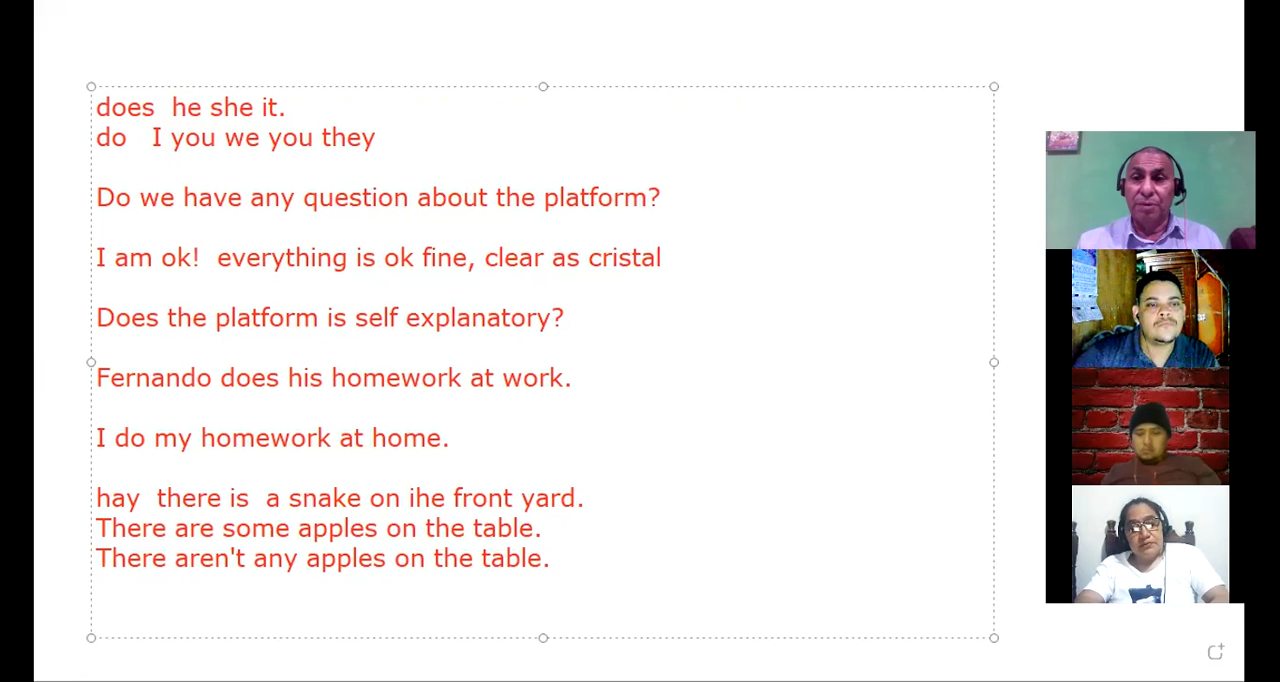 does  he she it.
do   I you we you they
Do we have any question about the platform?
I am ok!  everything is ok fine, clear as cristal
Does the platform is self explanatory?
Fernando does his homework at work.
I do my homework at home.
hay  there is  a snake on ihe front yard.
There are some apples on the table.
There aren't any apples on the table.